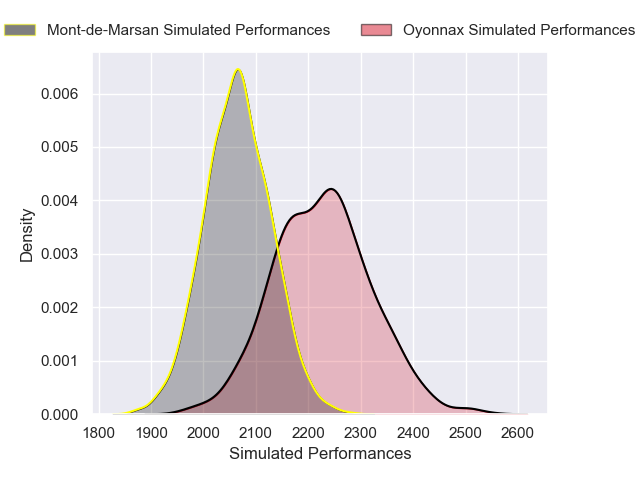 Mont-de-Marsan Simulated Performances
Oyonnax Simulated Performances
0.006
0.005
0.004
0.003
0.002
0.001
0.000
Density
1800 1900 2000 2100 2200 2300 2400 2500 2600
Simulated Performances